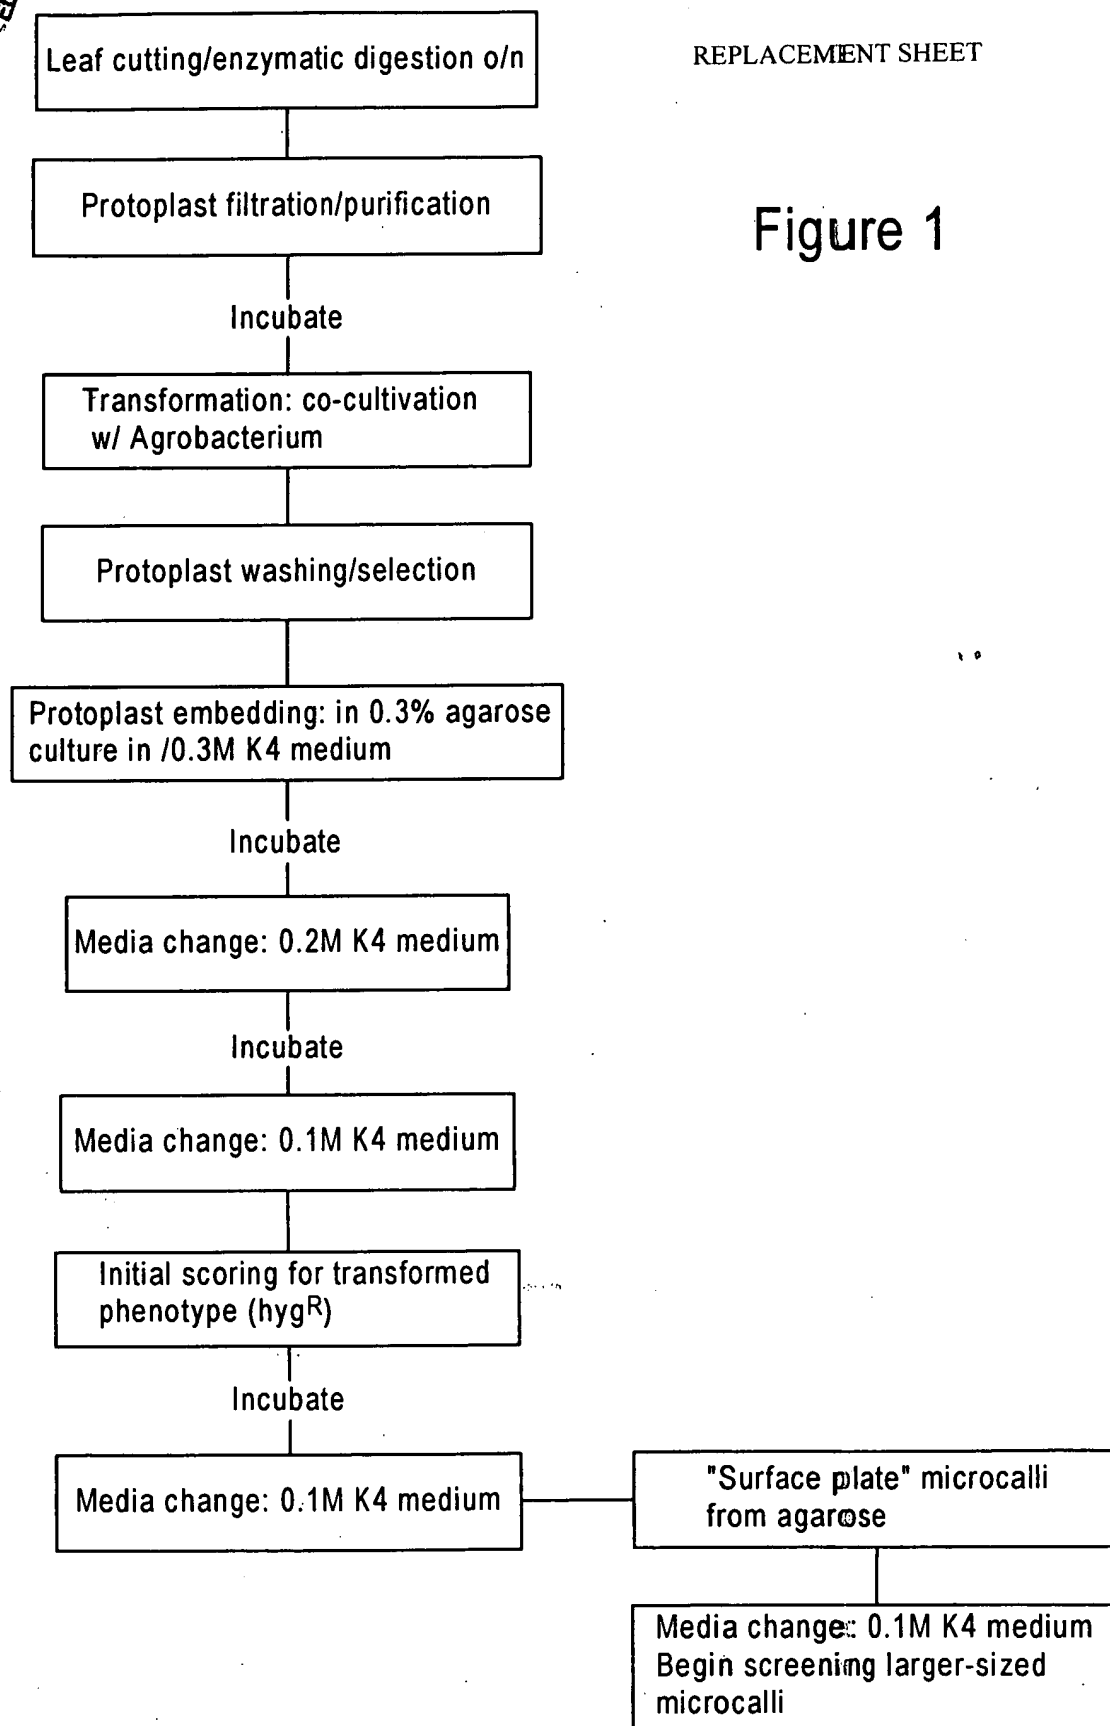 Leaf cutting/enzymatic digestion o/n
REPLACEMENT SHEET
Protoplast filtration/purification
Figure 1
Incubate
Transformation: co-cultivation
w/ Agrobacterium
Protoplast washing/selection
Protoplast embedding: in 0.3% agarose
culture in /0.3M K4 medium
Incubate
Media change: 0.2M K4 medium
Incubate
Media change: 0.1M K4 medium
Initial scoring for transformed
phenotype (hygR)
Incubate
Media change: 0.1M K4 medium
"Surface plate" microcalli
from agarose
Media change: 0.1M K4 medium
Begin screening larger-sized
microcalli